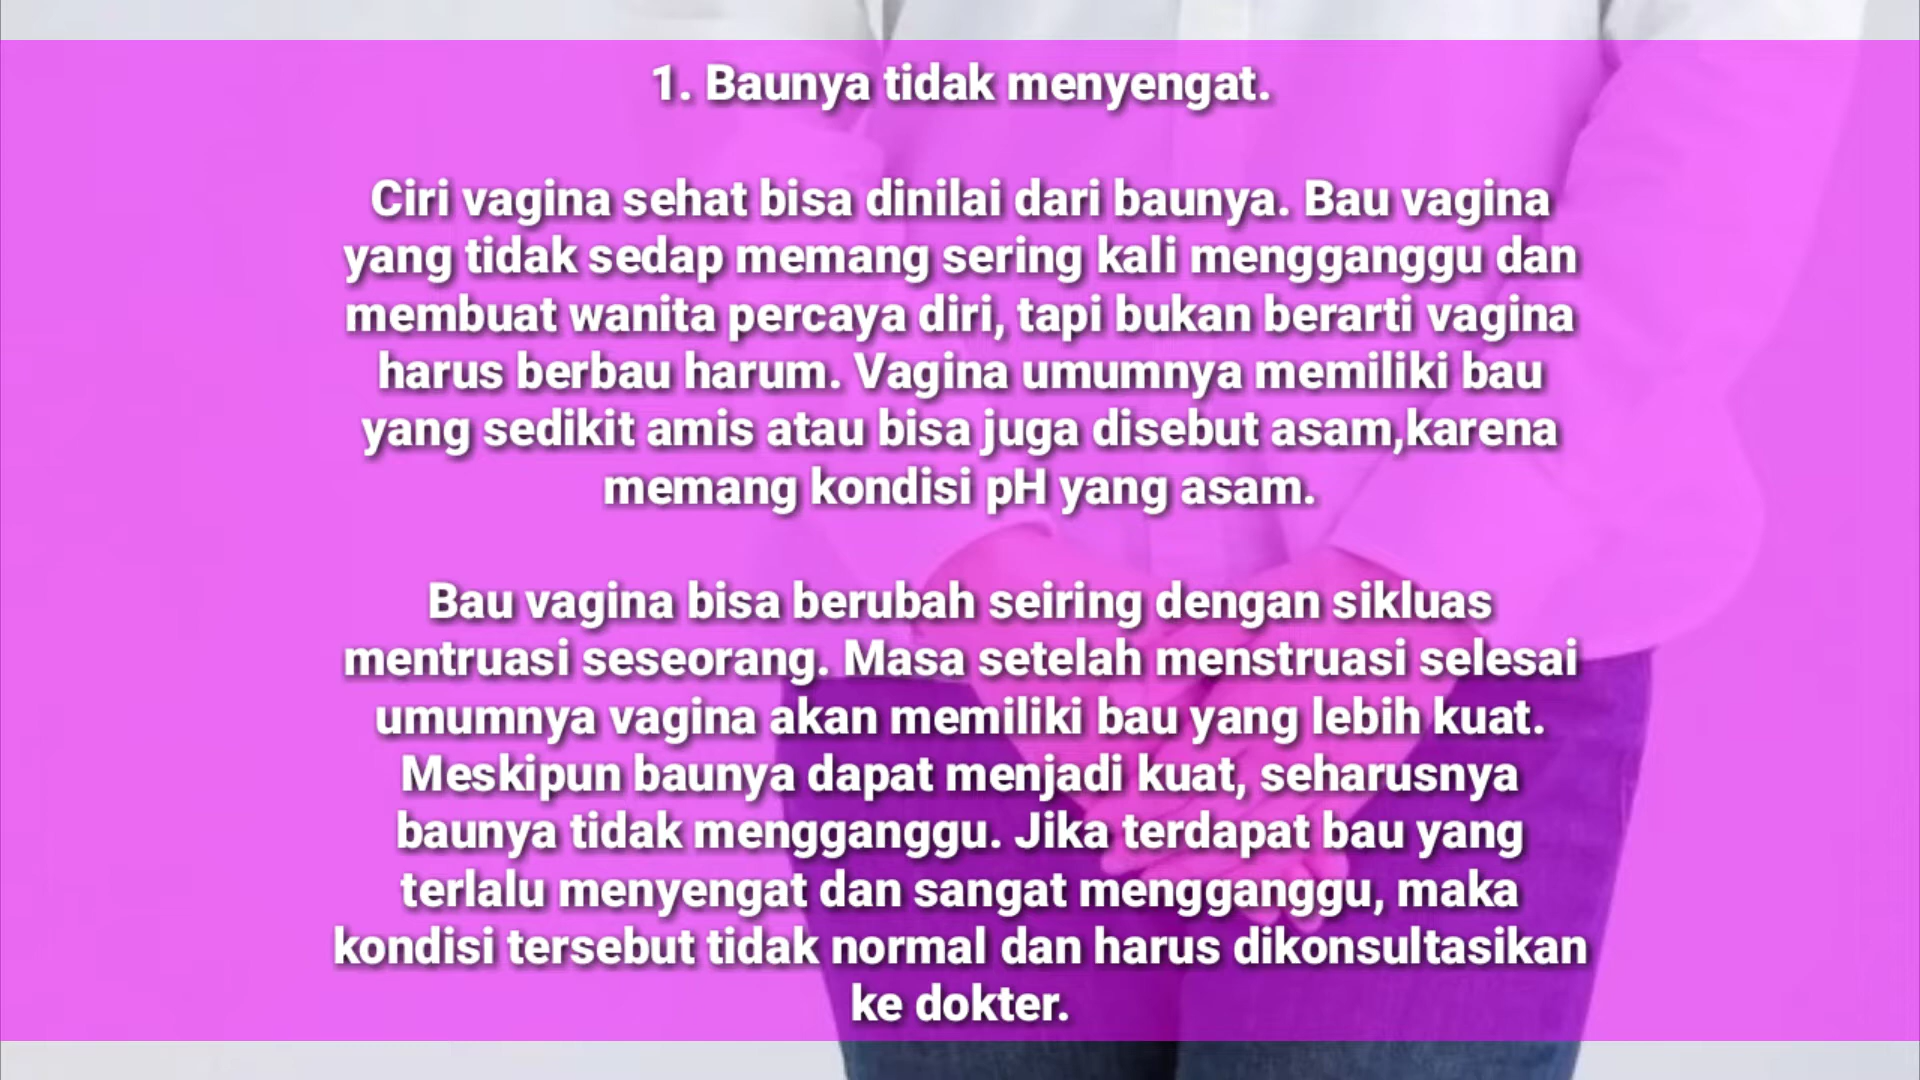 1. Baunya tidak menyengat.
Ciri vagina sehat bisa dinilai dari baunya. Bau vagina
yang tidak sedap memang sering kali mengganggu dan
membuat wanita percaya diri, tapi bukan berarti vagina
harus berbau harum. Vagina umumnya memiliki bau
yang sedikit amis atau bisa juga disebut asam,karena
memang kondisi pH yang asam.
Bau vagina bisa berubah seiring dengan sikluas
mentruasi seseorang. Masa setelah menstruasi selesai
umumnya vagina akan memiliki bau yang lebih kuat.
Meskipun baunya dapat menjadi kuat, seharusnya
baunya tidak mengganggu. Jika terdapat bau yang
terlalu menyengat dan sangat mengganggu, maka
kondisi tersebut tidak normal dan harus dikonsultasikan
ke dokter.